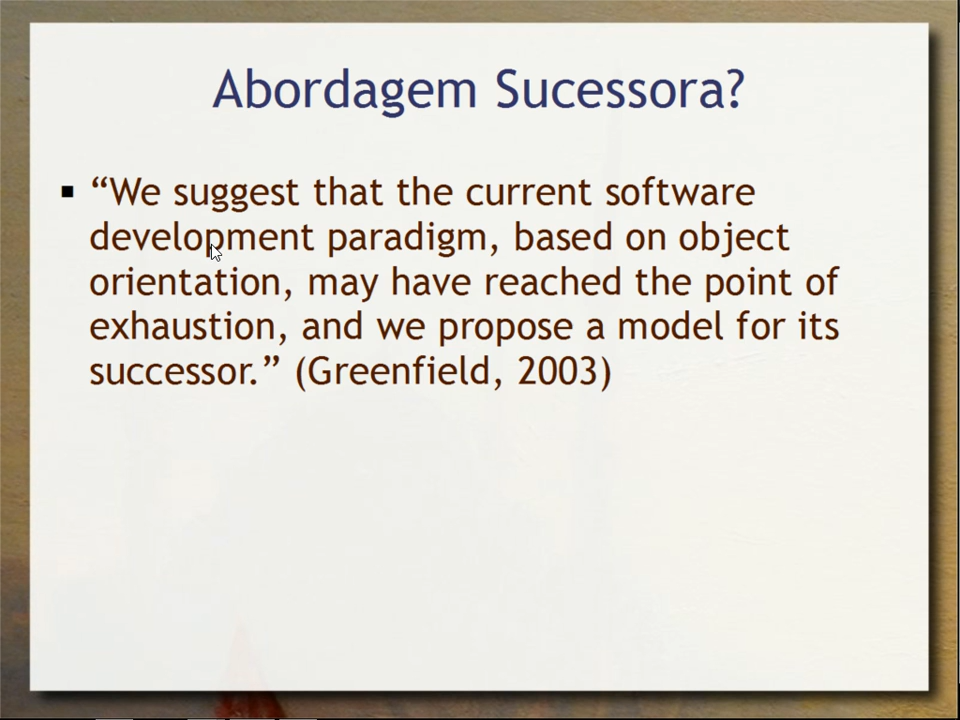 Abordagem Sucessora?
▪ “We suggest that the current software
development paradigm, based on object
orientation, may have reached the point of
exhaustion, and we propose a model for its
successor.” (Greenfield, 2003)